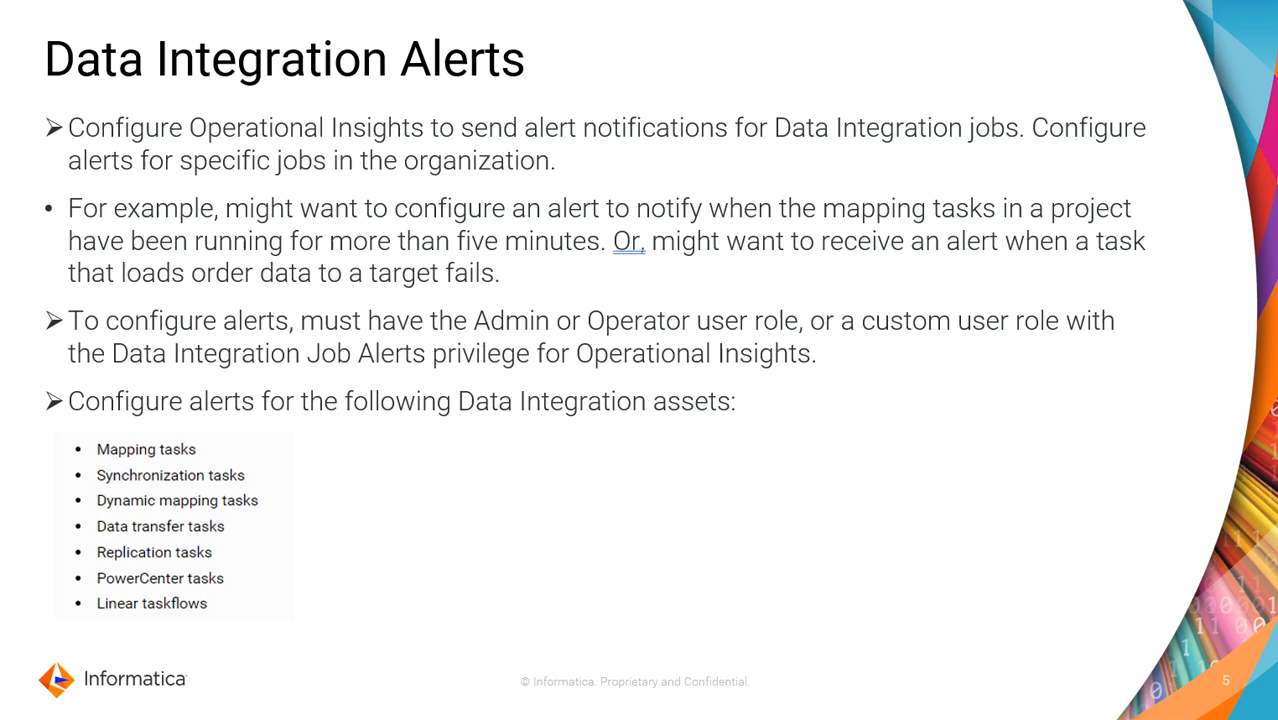 Data Integration Alerts
➢ Configure Operational Insights to send alert notifications for Data Integration jobs. Configure
alerts for specific jobs in the organization.
• For example, might want to configure an alert to notify when the mapping tasks in a project
have been running for more than five minutes. Or, might want to receive an alert when a task
that loads order data to a target fails.
➢ To configure alerts, must have the Admin or Operator user role, or a custom user role with
the Data Integration Job Alerts privilege for Operational Insights.
➢ Configure alerts for the following Data Integration assets:
• Mapping tasks
• Synchronization tasks
• Dynamic mapping tasks
• Data transfer tasks
• Replication tasks
• PowerCenter tasks
• Linear taskflows
Informatica
© Informatica. Proprietary and Confidential.
5